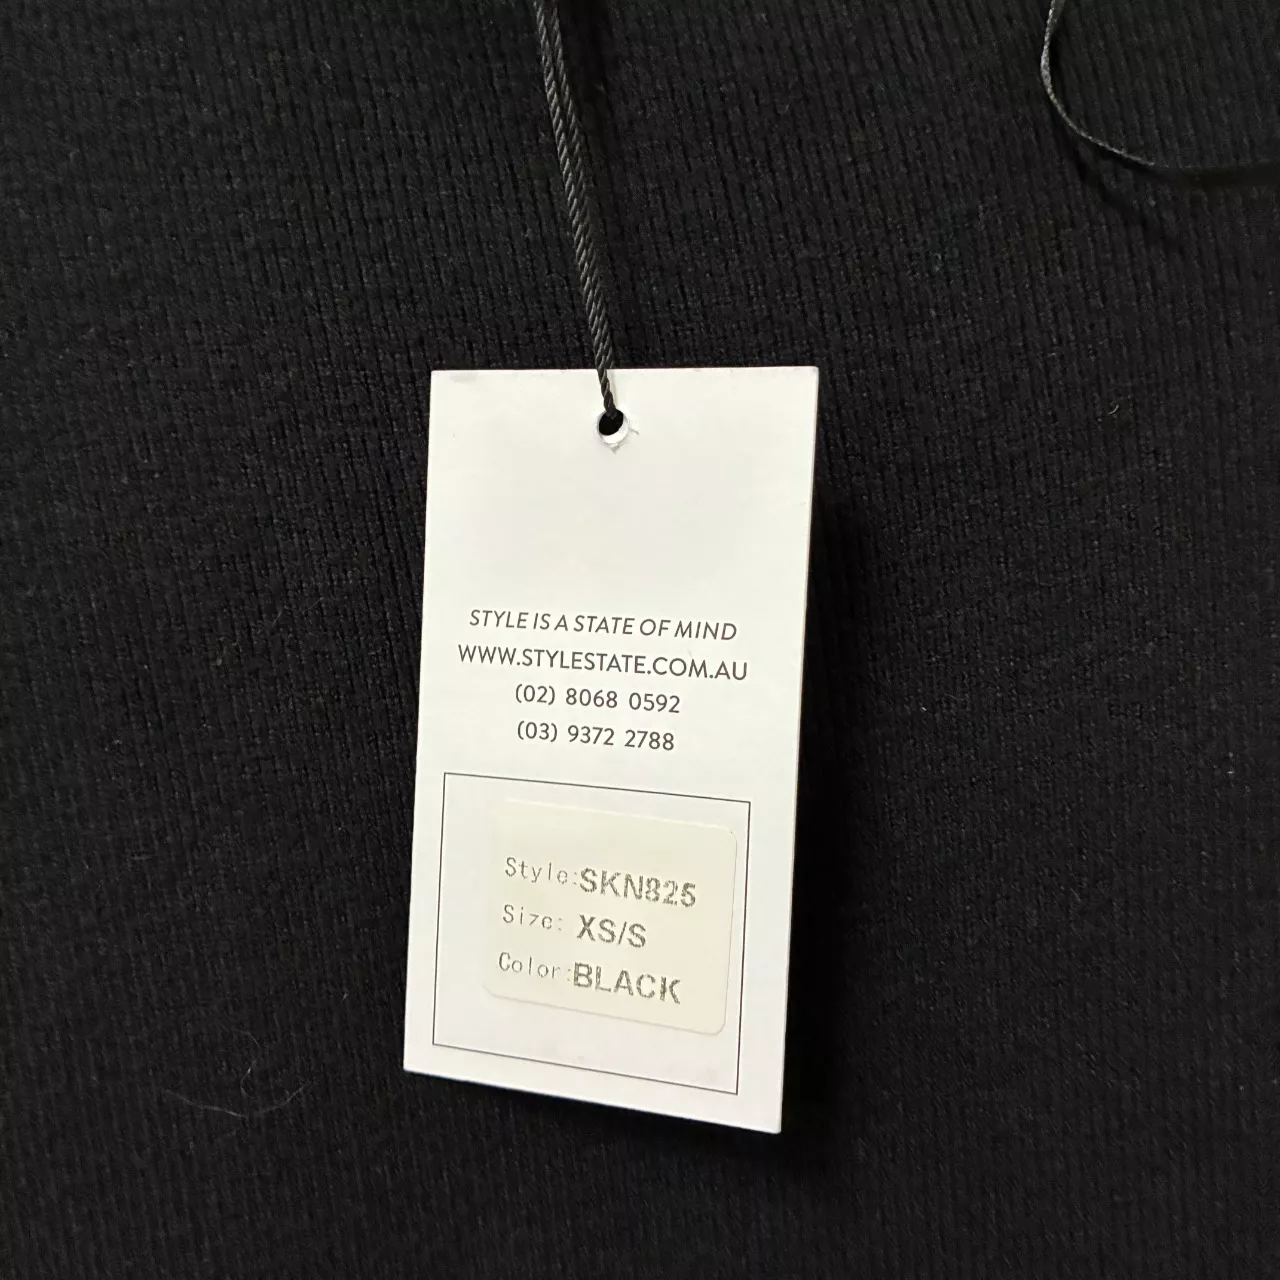 STYLE IS A STATE OF MIND
WWW.STYLESTATE.COM.AU
(02) 8068 0592
(03) 9372 2788
Style:SKN825
Size: XS/S
Color:BLACK